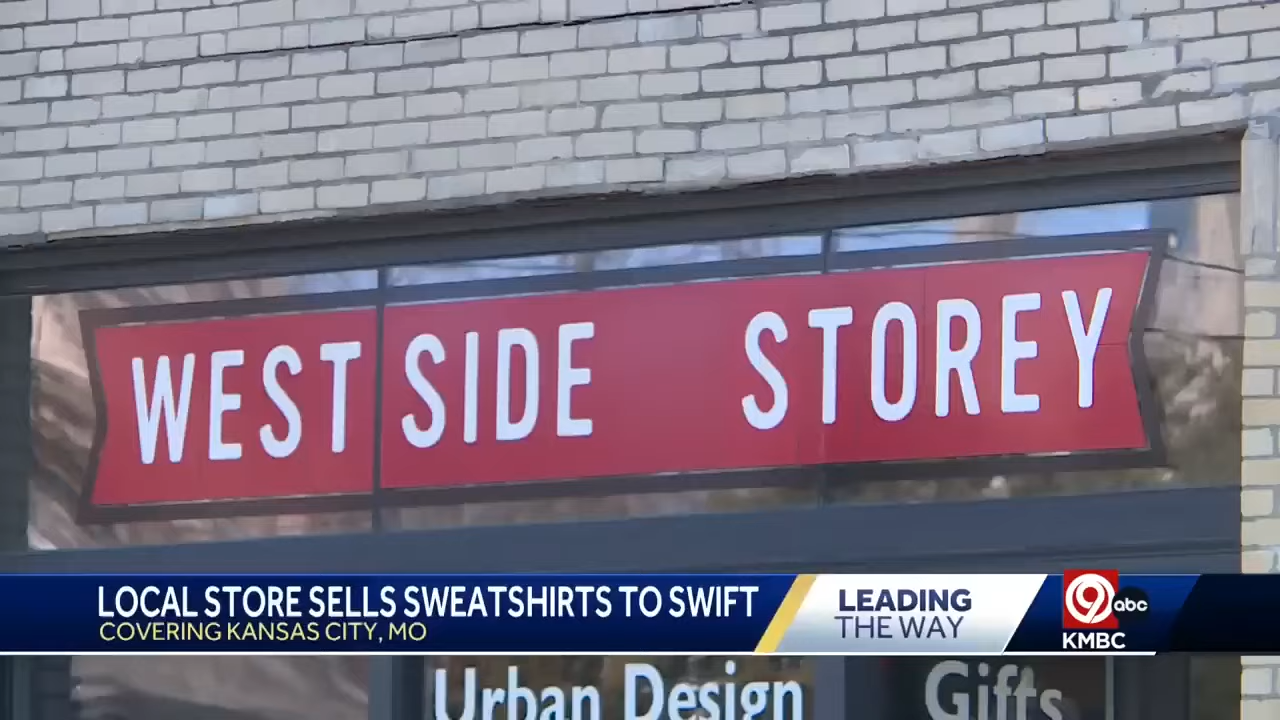 WEST SIDE STOREY
LOCAL STORE SELLS SWEATSHIRTS TO SWIFT
COVERING KANSAS CITY, MO
LEADING
THE WAY
9
abc
KMBC
Urban Design
Gifts